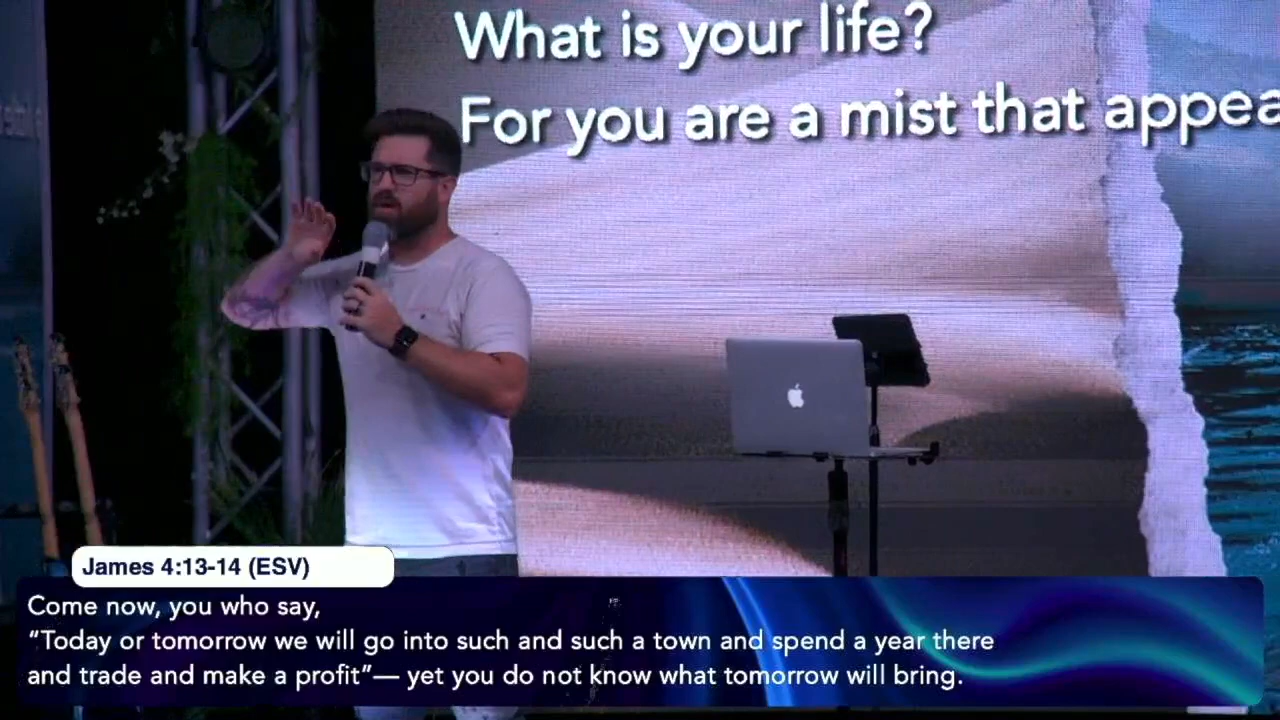 What is your life?
For you are a mist that appea
James 4:13-14 (ESV)
Come now, you who say,
“Today or tomorrow we will go into such and such a town and spend a year there
and trade and make a profit”— yet you do not know what tomorrow will bring.